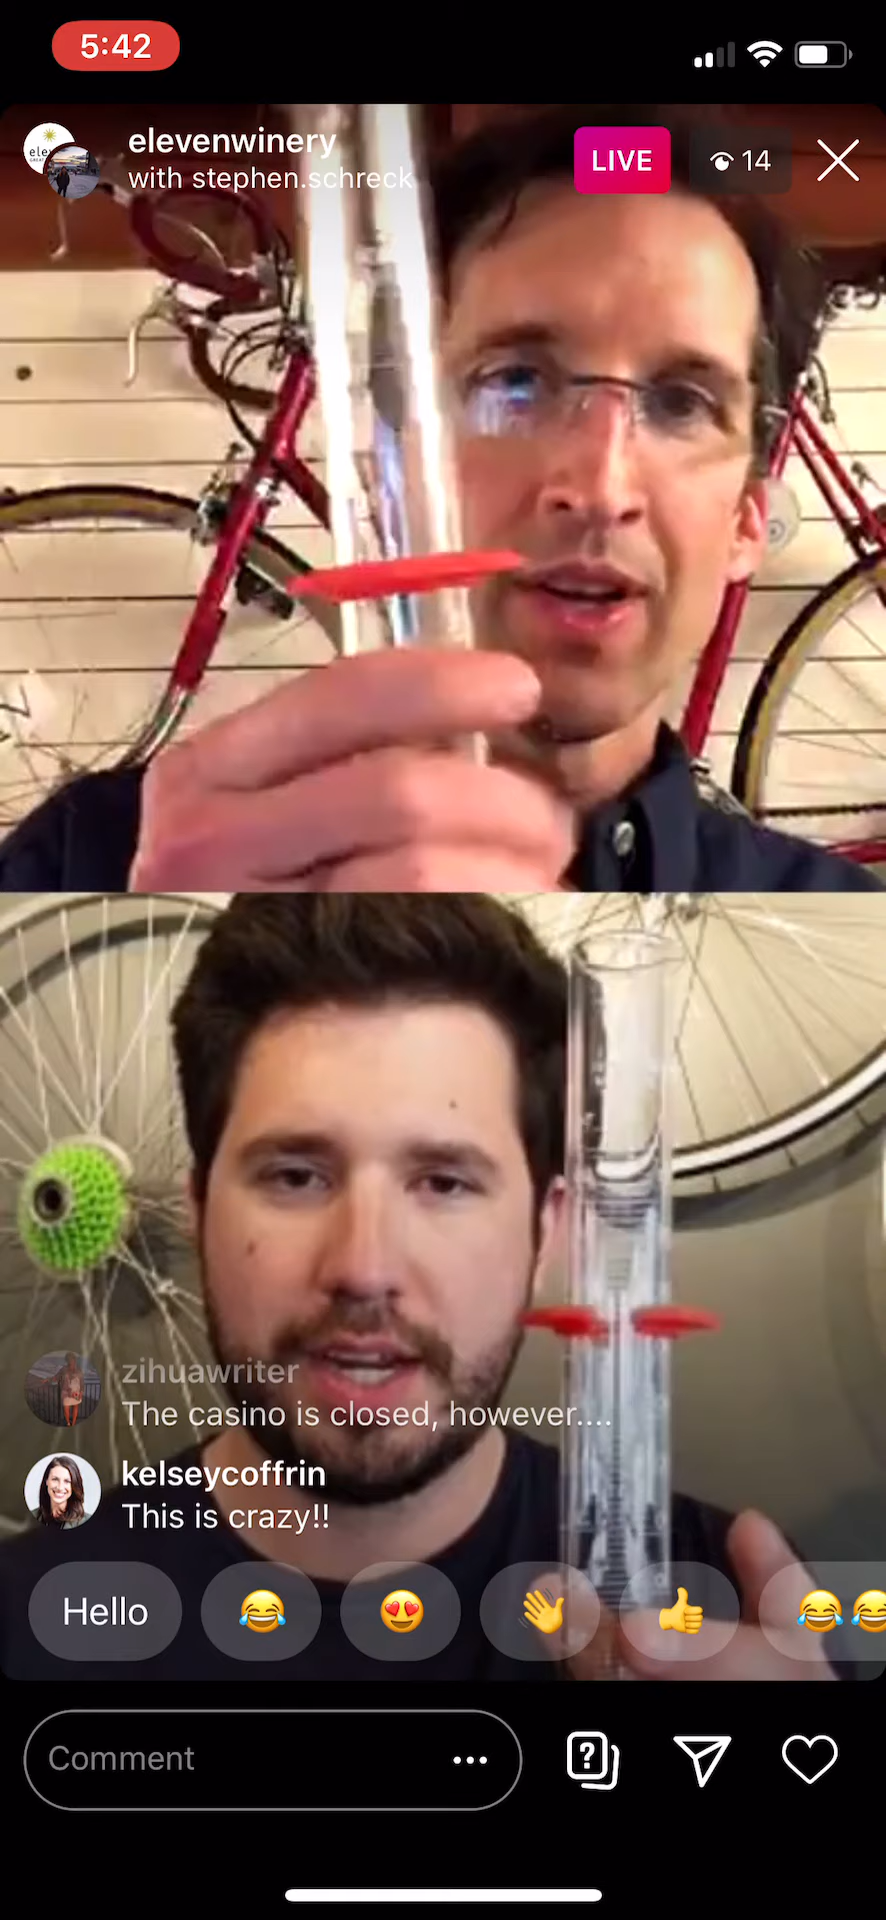 5:42
elevenwinery
with stephen.schreck
LIVE
14
zihuawriter
The casino is closed, however....
kelseycoffrin
This is crazy!!
Hello
Comment